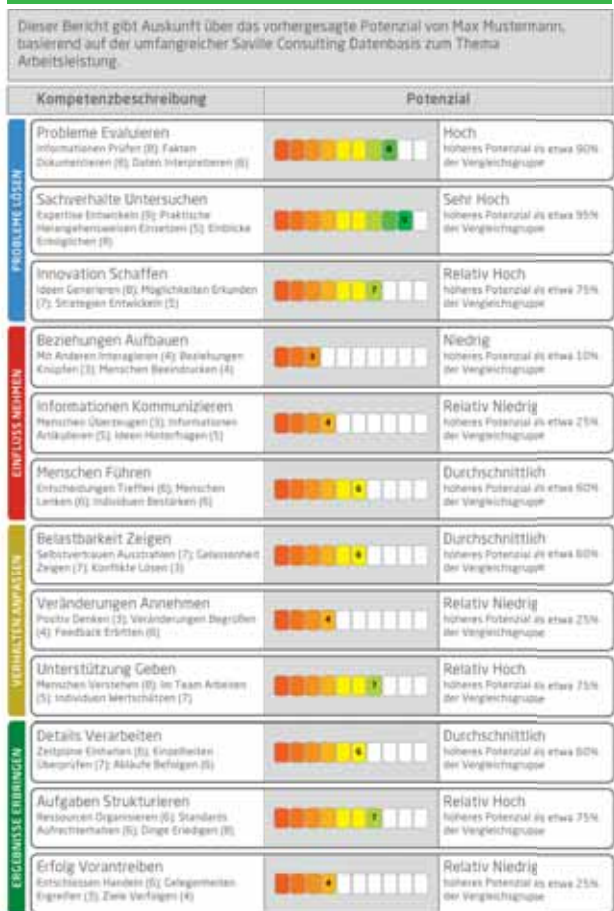 Dieser Bericht gibt Auskunft über das vorhergesagte Potenzial von Max Mustermann,
basierend auf der umfangreicher Saville Consulting Datenbasis zum Thema
Arbeitsleistung.
Kompetenzbeschreibung Potenzial
PROBLEME LÖSEN
Probleme Evaluieren
Informationen Prüfen (8); Fakten
Dokumentieren (8); Daten Interpretieren (6)
8
Hoch
höheres Potenzial als etwa 90%
der Vergleichsgruppe
Sachverhalte Untersuchen
Expertise Entwickeln (9); Praktische
Herangehensweisen Einsetzen (5); Einblicke
Ermöglichen (8)
Sehr Hoch
höheres Potenzial als etwa 95%
der Vergleichsgruppe
Innovation Schaffen
Ideen Generieren (8); Möglichkeiten Erkunden
(7); Strategien Entwickeln (5)
7
Relativ Hoch
höheres Potenzial als etwa 75%
der Vergleichsgruppe
EINFLUSS NEHMEN
Beziehungen Aufbauen
Mit Anderen Interagieren (4); Beziehungen
Knüpfen (3); Menschen Beeindrucken (4)
3
Niedrig
höheres Potenzial als etwa 10%
der Vergleichsgruppe
Informationen Kommunizieren
Menschen Überzeugen (3); Informationen
Artikulieren (5); Ideen Hinterfragen (5)
4
Relativ Niedrig
höheres Potenzial als etwa 25%
der Vergleichsgruppe
Menschen Führen
Entscheidungen Treffen (6); Menschen
Lenken (6); Individuen Bestärken (6)
6
Durchschnittlich
höheres Potenzial als etwa 60%
der Vergleichsgruppe
VERHALTEN ANPASSEN
Belastbarkeit Zeigen
Selbstvertrauen Ausstrahlen (7); Gelassenheit
Zeigen (7); Konflikte Lösen (3)
6
Durchschnittlich
höheres Potenzial als etwa 60%
der Vergleichsgruppe
Veränderungen Annehmen
Positiv Denken (3); Veränderungen Begrüßen
(4); Feedback Erbitten (6)
4
Relativ Niedrig
höheres Potenzial als etwa 25%
der Vergleichsgruppe
Unterstützung Geben
Menschen Verstehen (8); Im Team Arbeiten
(5); Individuen Wertschätzen (7)
7
Relativ Hoch
höheres Potenzial als etwa 75%
der Vergleichsgruppe
ERGEBNISSE ERBRINGEN
Details Verarbeiten
Zeitpläne Einhalten (6); Einzelheiten
Überprüfen (7); Abläufe Befolgen (6)
6
Durchschnittlich
höheres Potenzial als etwa 60%
der Vergleichsgruppe
Aufgaben Strukturieren
Ressourcen Organisieren (6); Standards
Aufrechterhalten (6); Dinge Erledigen (8)
7
Relativ Hoch
höheres Potenzial als etwa 75%
der Vergleichsgruppe
Erfolg Vorantreiben
Entschlossen Handeln (6); Gelegenheiten
Ergreifen (3); Ziele Verfolgen (4)
4
Relativ Niedrig
höheres Potenzial als etwa 25%
der Vergleichsgruppe